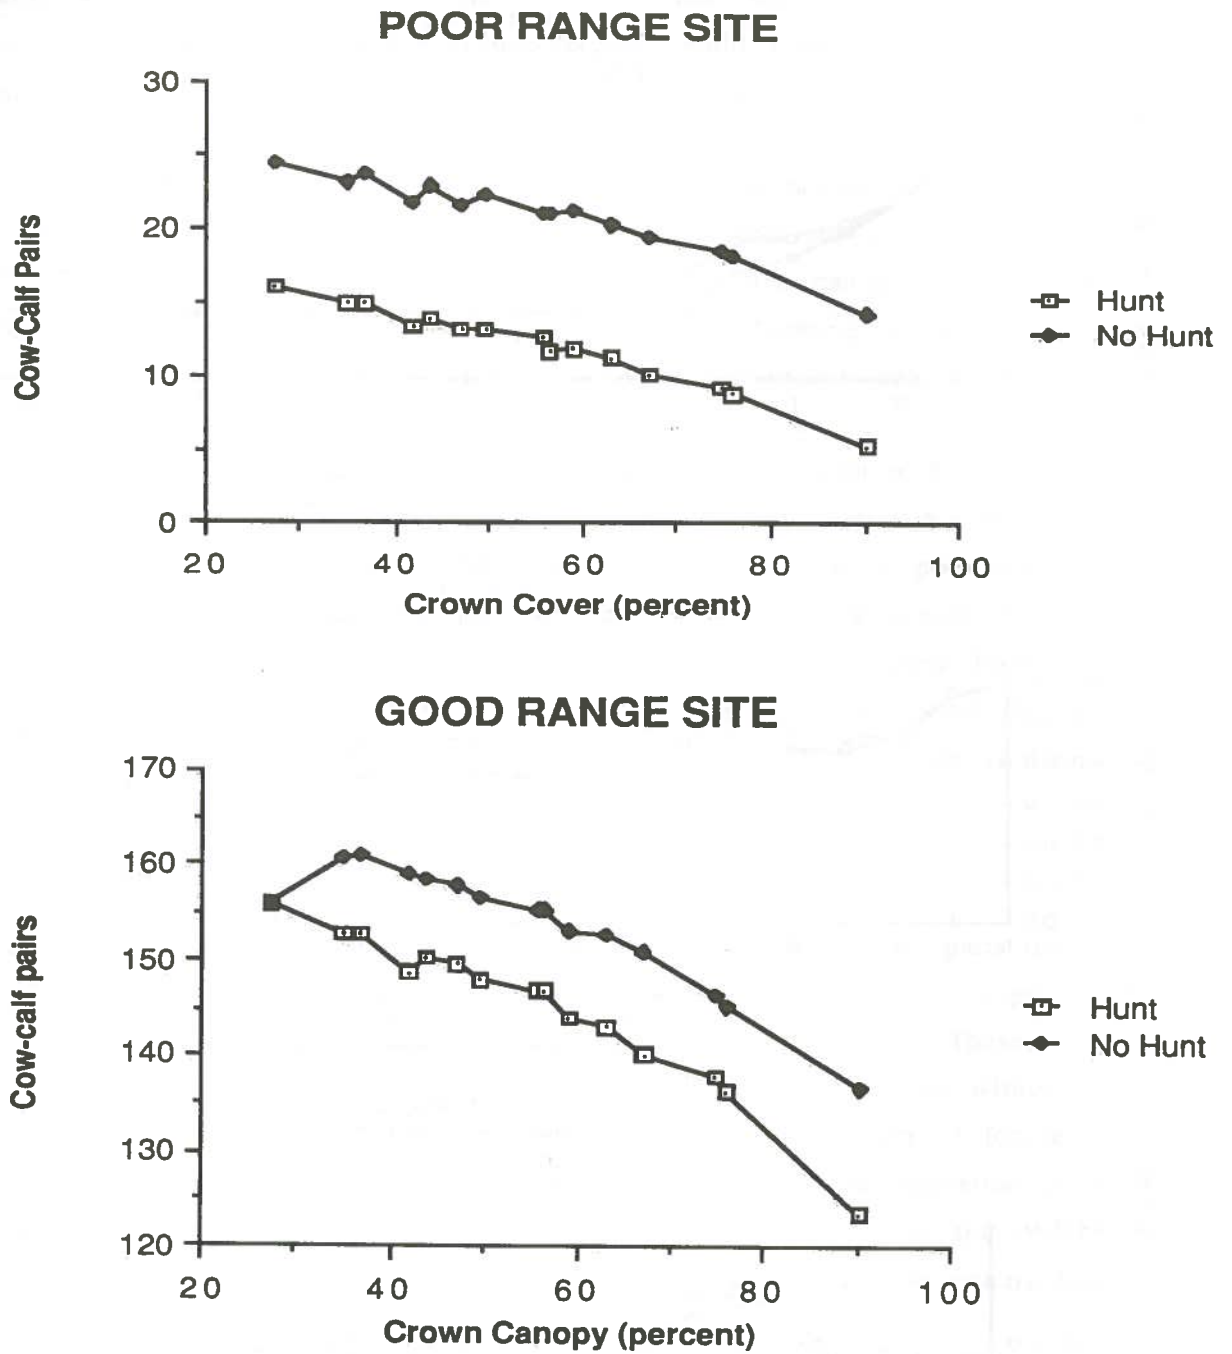 POOR RANGE SITE
30
20
10
0
Cow-Calf Pairs
20 40 60 80 100
Crown Cover (percent)
Hunt
No Hunt
GOOD RANGE SITE
170
160
150
140
130
120
Cow-calf pairs
20 40 60 80 100
Crown Canopy (percent)
Hunt
No Hunt